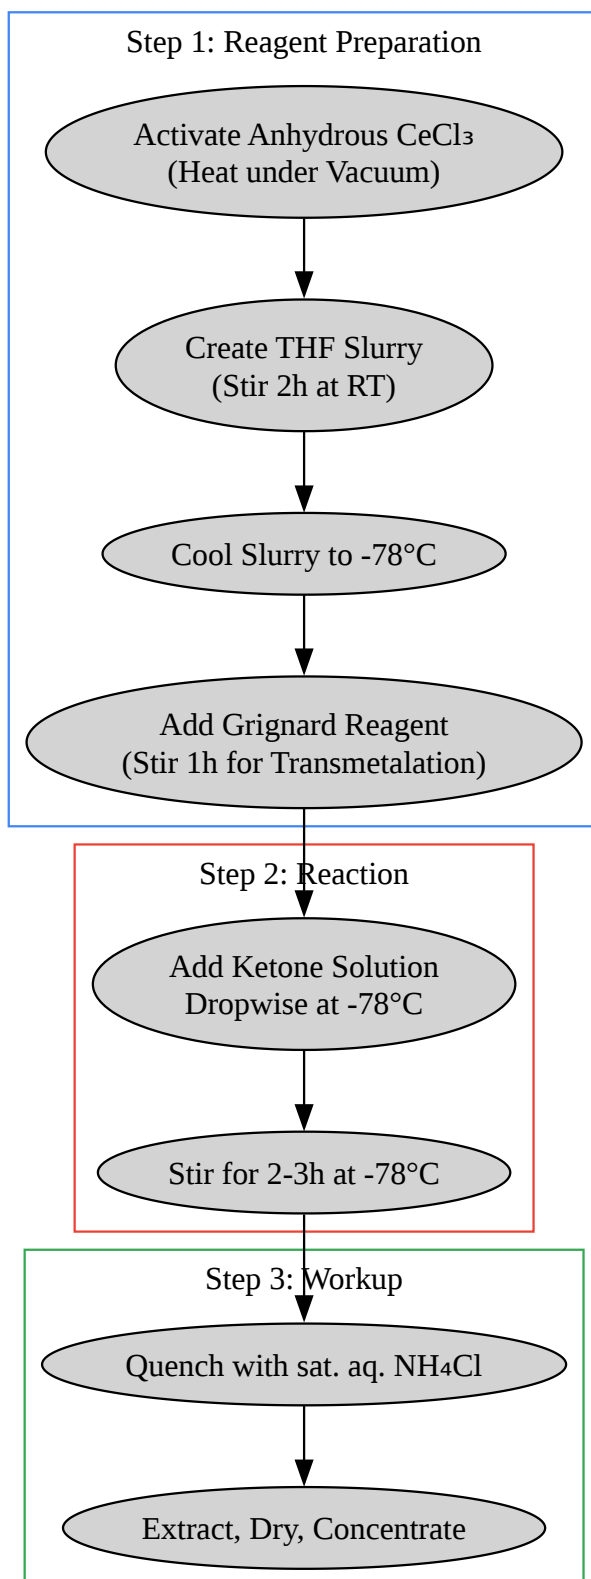 Step 1: Reagent Preparation
Activate Anhydrous CeCl₃
(Heat under Vacuum)
Create THF Slurry
(Stir 2h at RT)
Cool Slurry to -78°C
Add Grignard Reagent
(Stir 1h for Transmetalation)
Step 2: Reaction
Add Ketone Solution
Dropwise at -78°C
Stir for 2-3h at -78°C
Step 3: Workup
Quench with sat. aq. NH₄Cl
Extract, Dry, Concentrate